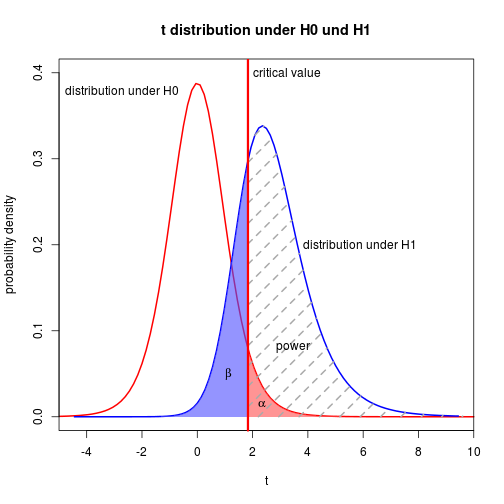 t distribution under H0 und H1
critical value
distribution under H0
distribution under H1
power
β
α
probability density
0.4
0.3
0.2
0.1
0.0
-4 -2 0 2 4 6 8 10
t